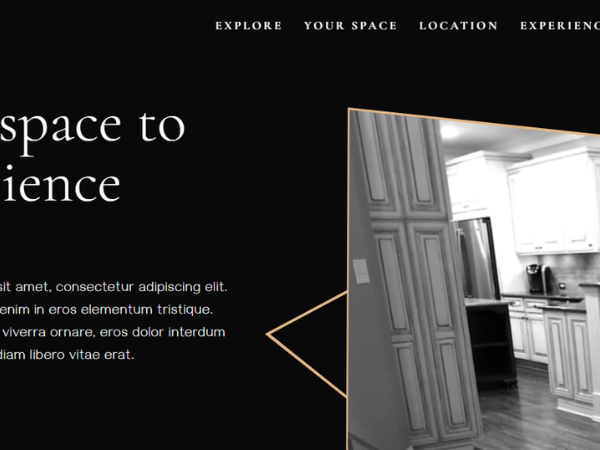 EXPLORE YOUR SPACE LOCATION
space to
ience
sit amet, consectetur adipiscing elit.
enim in eros elementum tristique.
viverra ornare, eros dolor interdum
diam libero vitae erat.